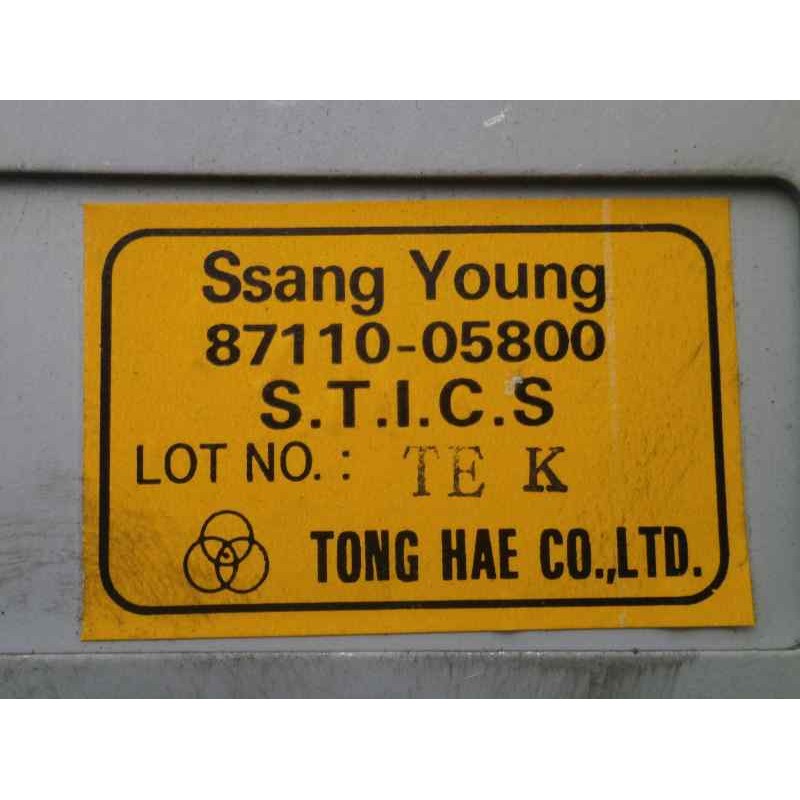 Ssang Young
87110-05800
S.T.I.C.S
LOT NO. : TE K
TONG HAE CO.,LTD.